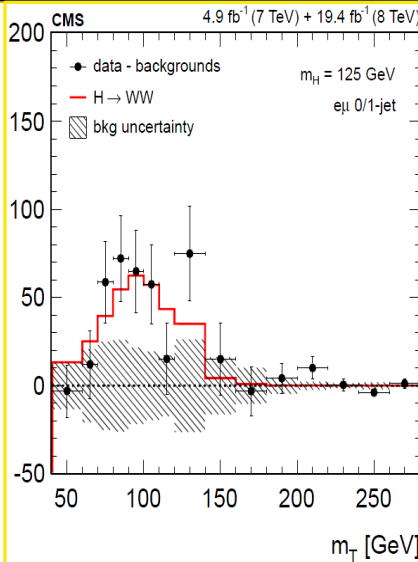 CMS 4.9 fb⁻¹ (7 TeV) + 19.4 fb⁻¹ (8 TeV)
200
data - backgrounds
m_H = 125 GeV
H → WW
eμ 0/1-jet
bkg uncertainty
150
100
50
0
-50
50 100 150 200 250
m_T [GeV]